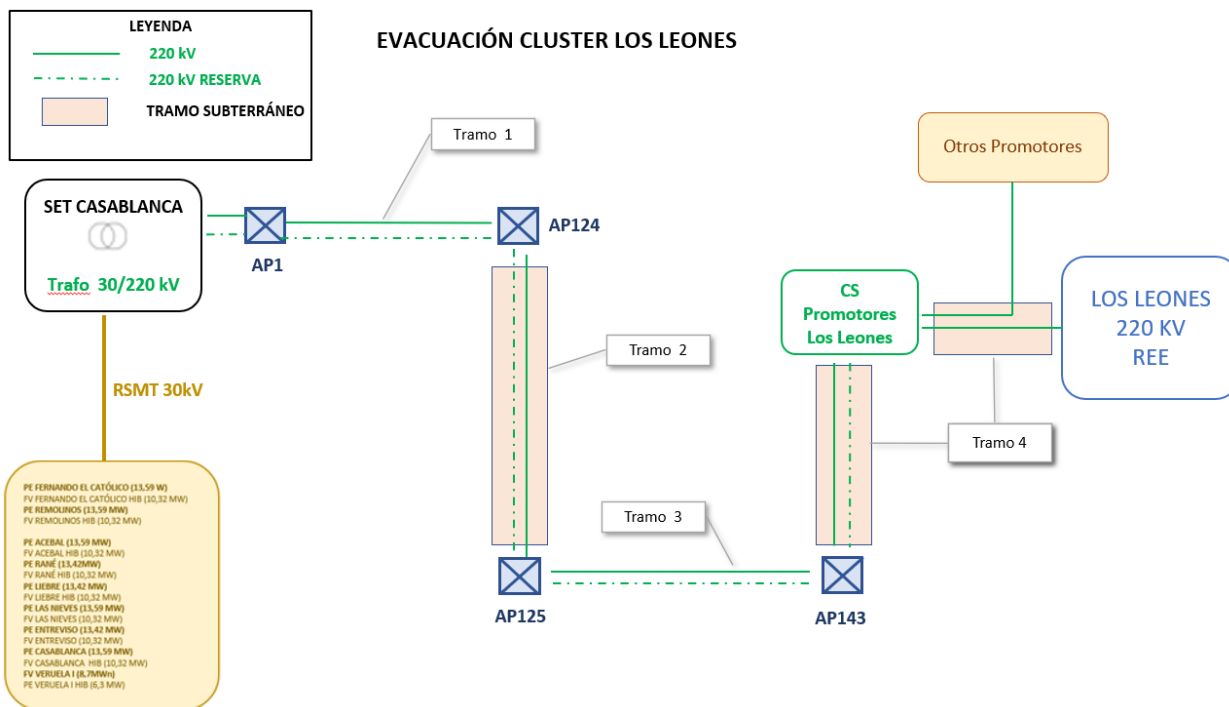 LEYENDA
220 kV
220 kV RESERVA
TRAMO SUBTERRÁNEO
EVACUACIÓN CLUSTER LOS LEONES
Tramo 1
Otros Promotores
SET CASABLANCA
Trafo 30/220 kV
AP1
AP124
CS
Promotores
Los Leones
LOS LEONES
220 KV
REE
Tramo 2
RSMT 30kV
Tramo 4
Tramo 3
AP125
AP143
PE FERNANDO EL CATÓLICO (13,59 W)
FV FERNANDO EL CATÓLICO HIB (10,32 MW)
PE REMOLINOS (13,59 MW)
FV REMOLINOS HIB (10,32 MW)
PE ACEBAL (13,59 MW)
FV ACEBAL HIB (10,32 MW)
PE RANÉ (13,42MW)
FV RANÉ HIB (10,32 MW)
PE LIEBRE (13,42 MW)
FV LIEBRE HIB (10,32 MW)
PE LAS NIEVES (13,59 MW)
FV LAS NIEVES (10,32 MW)
PE ENTREVISO (13,42 MW)
FV ENTREVISO (10,32 MW)
PE CASABLANCA (13,59 MW)
FV CASABLANCA HIB (10,32 MW)
FV VERUELA I (8,7MWn)
PE VERUELA I HIB (6,3 MW)